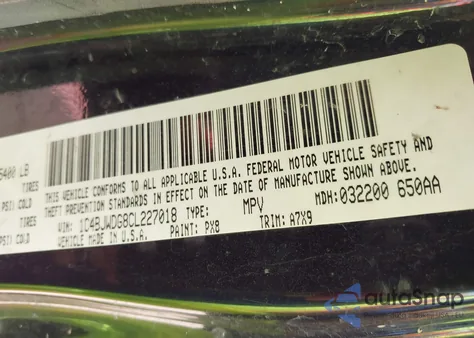 6400 LB
TIRES
PSI) COLD
TIRES
PSI) COLD
THIS VEHICLE CONFORMS TO ALL APPLICABLE U.S.A. FEDERAL MOTOR VEHICLE SAFETY AND
THEFT PREVENTION STANDARDS IN EFFECT ON THE DATE OF MANUFACTURE SHOWN ABOVE.
VIN: 1C4BJWDG8CL227018 TYPE: MPV MDH:032200 650AA
VEHICLE MADE IN U.S.A. PAINT: PX8 TRIM: A7X9
autoSnap